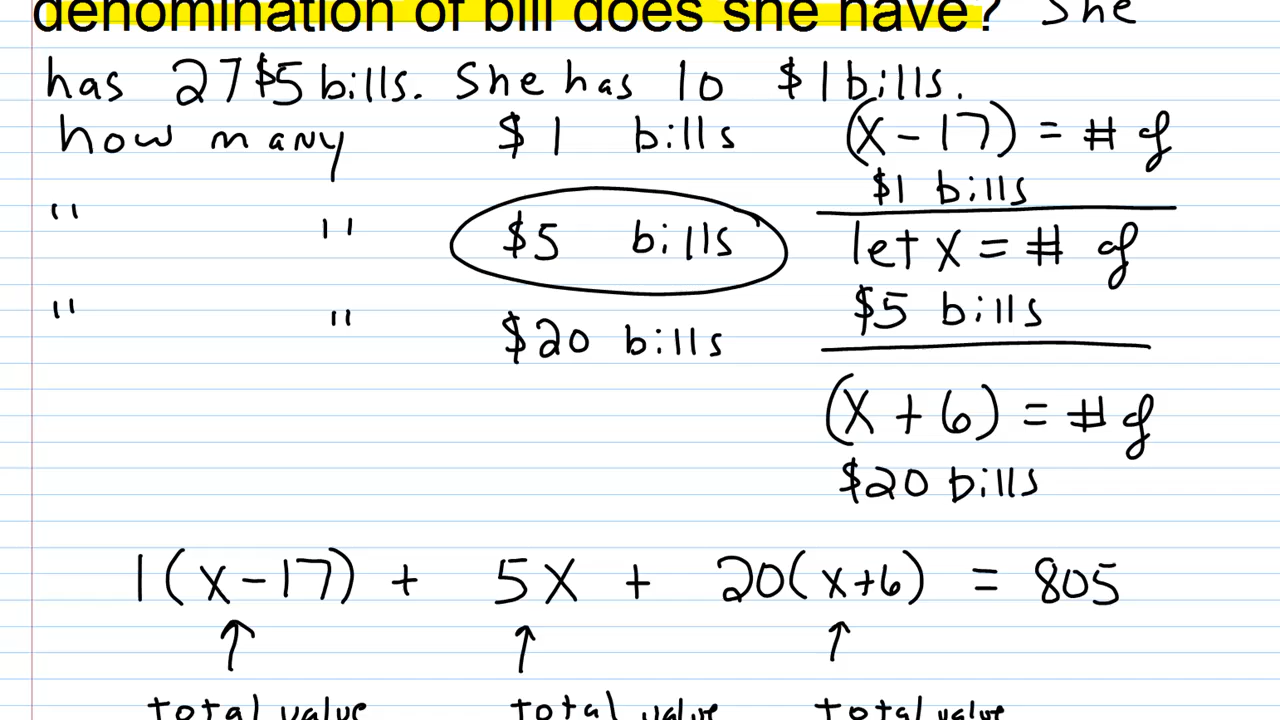 denomination of bill does she have? She
has 27 $5 bills. She has 10 $1 bills.
how many $1 bills (x-17) = # of
$1 bills
" " $5 bills let x = # of
$5 bills
" " $20 bills
(x+6) = # of
$20 bills
1(x-17) + 5x + 20(x+6) = 805
↑ ↑ ↑
total value total value total value